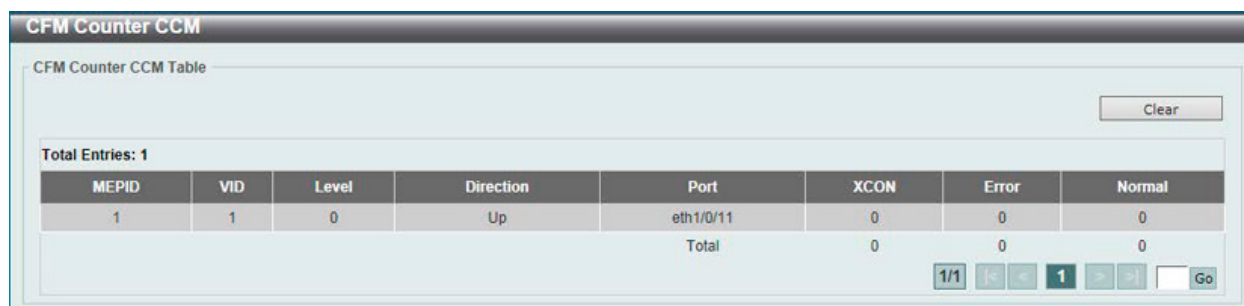 CFM Counter CCM
CFM Counter CCM Table
Clear
Total Entries: 1
MEPID VID Level Direction Port XCON Error Normal
1 1 0 Up eth1/0/11 0 0 0
Total 0 0 0
1/1 |< < 1 > >| Go